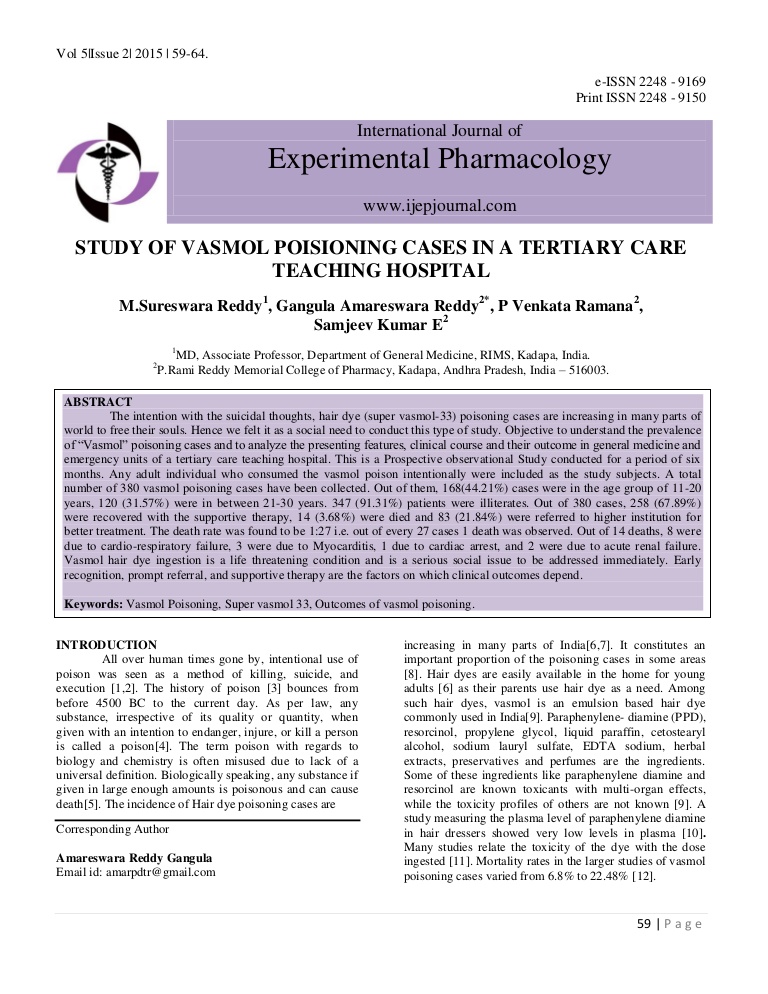 Vol 5|Issue 2| 2015 | 59-64.
e-ISSN 2248 - 9169
Print ISSN 2248 - 9150
International Journal of
Experimental Pharmacology
www.ijepjournal.com
STUDY OF VASMOL POISIONING CASES IN A TERTIARY CARE
TEACHING HOSPITAL
M.Sureswara Reddy1, Gangula Amareswara Reddy2*, P Venkata Ramana2,
Samjeev Kumar E2
1MD, Associate Professor, Department of General Medicine, RIMS, Kadapa, India.
2P.Rami Reddy Memorial College of Pharmacy, Kadapa, Andhra Pradesh, India – 516003.
ABSTRACT
The intention with the suicidal thoughts, hair dye (super vasmol-33) poisoning cases are increasing in many parts of
world to free their souls. Hence we felt it as a social need to conduct this type of study. Objective to understand the prevalence
of “Vasmol” poisoning cases and to analyze the presenting features, clinical course and their outcome in general medicine and
emergency units of a tertiary care teaching hospital. This is a Prospective observational Study conducted for a period of six
months. Any adult individual who consumed the vasmol poison intentionally were included as the study subjects. A total
number of 380 vasmol poisoning cases have been collected. Out of them, 168(44.21%) cases were in the age group of 11-20
years, 120 (31.57%) were in between 21-30 years. 347 (91.31%) patients were illiterates. Out of 380 cases, 258 (67.89%)
were recovered with the supportive therapy, 14 (3.68%) were died and 83 (21.84%) were referred to higher institution for
better treatment. The death rate was found to be 1:27 i.e. out of every 27 cases 1 death was observed. Out of 14 deaths, 8 were
due to cardio-respiratory failure, 3 were due to Myocarditis, 1 due to cardiac arrest, and 2 were due to acute renal failure.
Vasmol hair dye ingestion is a life threatening condition and is a serious social issue to be addressed immediately. Early
recognition, prompt referral, and supportive therapy are the factors on which clinical outcomes depend.
Keywords: Vasmol Poisoning, Super vasmol 33, Outcomes of vasmol poisoning.
INTRODUCTION
All over human times gone by, intentional use of
poison was seen as a method of killing, suicide, and
execution [1,2]. The history of poison [3] bounces from
before 4500 BC to the current day. As per law, any
substance, irrespective of its quality or quantity, when
given with an intention to endanger, injure, or kill a person
is called a poison[4]. The term poison with regards to
biology and chemistry is often misused due to lack of a
universal definition. Biologically speaking, any substance if
given in large enough amounts is poisonous and can cause
death[5]. The incidence of Hair dye poisoning cases are
Corresponding Author
Amareswara Reddy Gangula
Email id: amarpdtr@gmail.com
increasing in many parts of India[6,7]. It constitutes an
important proportion of the poisoning cases in some areas
[8]. Hair dyes are easily available in the home for young
adults [6] as their parents use hair dye as a need. Among
such hair dyes, vasmol is an emulsion based hair dye
commonly used in India[9]. Paraphenylene- diamine (PPD),
resorcinol, propylene glycol, liquid paraffin, cetostearyl
alcohol, sodium lauryl sulfate, EDTA sodium, herbal
extracts, preservatives and perfumes are the ingredients.
Some of these ingredients like paraphenylene diamine and
resorcinol are known toxicants with multi-organ effects,
while the toxicity profiles of others are not known [9]. A
study measuring the plasma level of paraphenylene diamine
in hair dressers showed very low levels in plasma [10].
Many studies relate the toxicity of the dye with the dose
ingested [11]. Mortality rates in the larger studies of vasmol
poisoning cases varied from 6.8% to 22.48% [12].
59 | Page